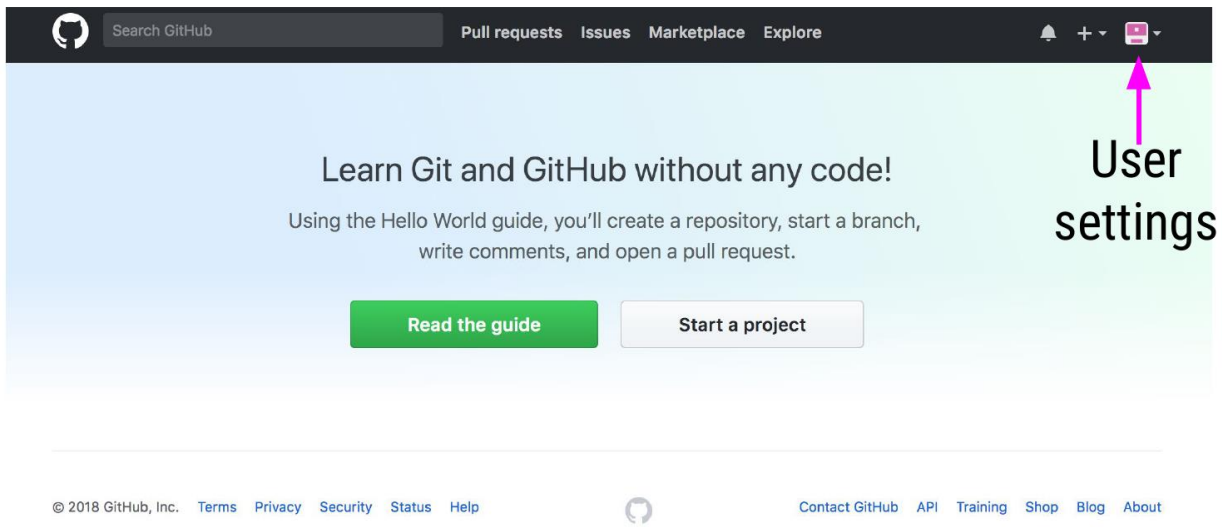 Search GitHub Pull requests Issues Marketplace Explore
User
settings
Learn Git and GitHub without any code!
Using the Hello World guide, you’ll create a repository, start a branch,
write comments, and open a pull request.
Read the guide Start a project
© 2018 GitHub, Inc. Terms Privacy Security Status Help Contact GitHub API Training Shop Blog About